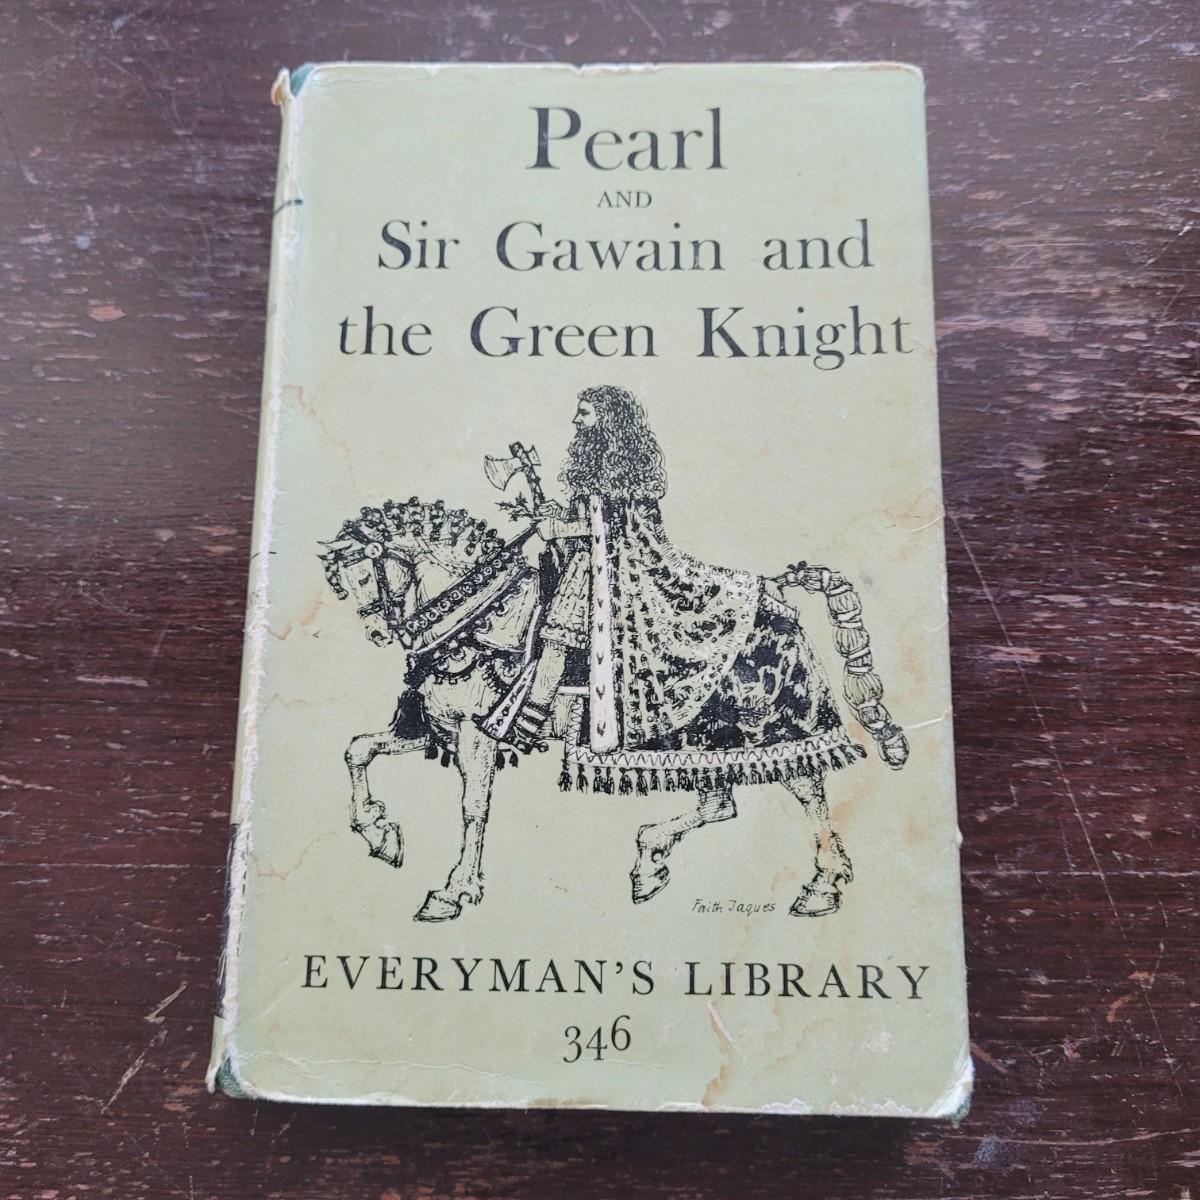 Pearl
AND
Sir Gawain and
the Green Knight
Faith Jaques
EVERYMAN'S LIBRARY
346